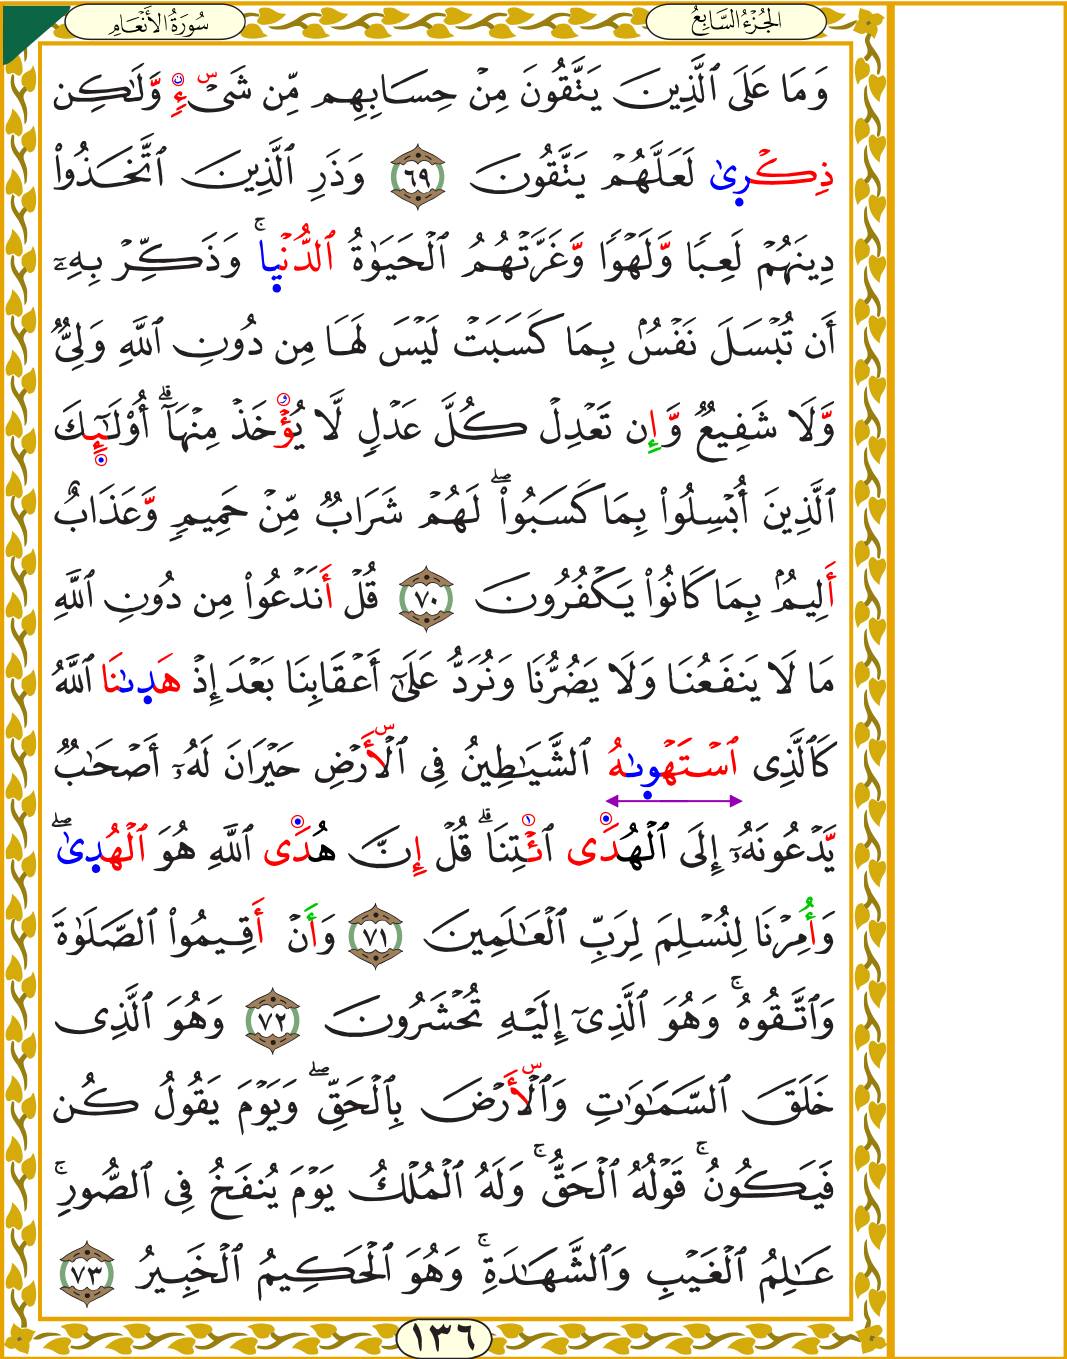 الجُزْءُ السَّابِعُ
سُورَةُ الأَنْعَامِ
وَمَا عَلَى ٱلَّذِينَ يَتَّقُونَ مِنْ حِسَابِهِم مِّن شَىْءٍ وَّلَٰكِن
ذِكْرِىٰ لَعَلَّهُمْ يَتَّقُونَ ٦٩ وَذَرِ ٱلَّذِينَ ٱتَّخَذُواْ
دِينَهُمْ لَعِبًا وَّلَهْوًا وَّغَرَّتْهُمُ ٱلْحَيَوٰةُ ٱلدُّنْيِاۚ وَذَكِّرْ بِهِۦٓ
أَن تُبْسَلَ نَفْسُۢ بِمَا كَسَبَتْ لَيْسَ لَهَا مِن دُونِ ٱللَّهِ وَلِىٌّ
وَّلَا شَفِيعٌ وَّإِن تَعْدِلْ كُلَّ عَدْلٍ لَّا يُؤْخَذْ مِنْهَآۗ أُوْلَٰٓئِكَ
ٱلَّذِينَ أُبْسِلُواْ بِمَا كَسَبُواْۖ لَهُمْ شَرَابٌ مِّنْ حَمِيمٍ وَّعَذَابٌ
أَلِيمُۢ بِمَا كَانُواْ يَكْفُرُونَ ٧٠ قُلْ أَنَدْعُواْ مِن دُونِ ٱللَّهِ
مَا لَا يَنفَعُنَا وَلَا يَضُرُّنَا وَنُرَدُّ عَلَىٰٓ أَعْقَابِنَا بَعْدَ إِذْ هَدِىٰنَا ٱللَّهُ
كَٱلَّذِى ٱسْتَهْوِىٰهُ ٱلشَّيَٰطِينُ فِى ٱلْأَرْضِ حَيْرَانَ لَهُۥٓ أَصْحَٰبٌ
يَّدْعُونَهُۥٓ إِلَى ٱلْهُدَى ٱئْتِنَاۗ قُلْ إِنَّ هُدَى ٱللَّهِ هُوَ ٱلْهُدِىٰۖ
وَأُمِرْنَا لِنُسْلِمَ لِرَبِّ ٱلْعَٰلَمِينَ ٧١ وَأَنْ أَقِيمُواْ ٱلصَّلَوٰةَ
وَٱتَّقُوهُۚ وَهُوَ ٱلَّذِىٓ إِلَيْهِ تُحْشَرُونَ ٧٢ وَهُوَ ٱلَّذِى
خَلَقَ ٱلسَّمَٰوَٰتِ وَٱلْأَرْضَ بِٱلْحَقِّۖ وَيَوْمَ يَقُولُ كُن
فَيَكُونُۚ قَوْلُهُ ٱلْحَقُّۚ وَلَهُ ٱلْمُلْكُ يَوْمَ يُنفَخُ فِى ٱلصُّورِۚ
عَٰلِمُ ٱلْغَيْبِ وَٱلشَّهَٰدَةِۚ وَهُوَ ٱلْحَكِيمُ ٱلْخَبِيرُ ٧٣
١٣٦